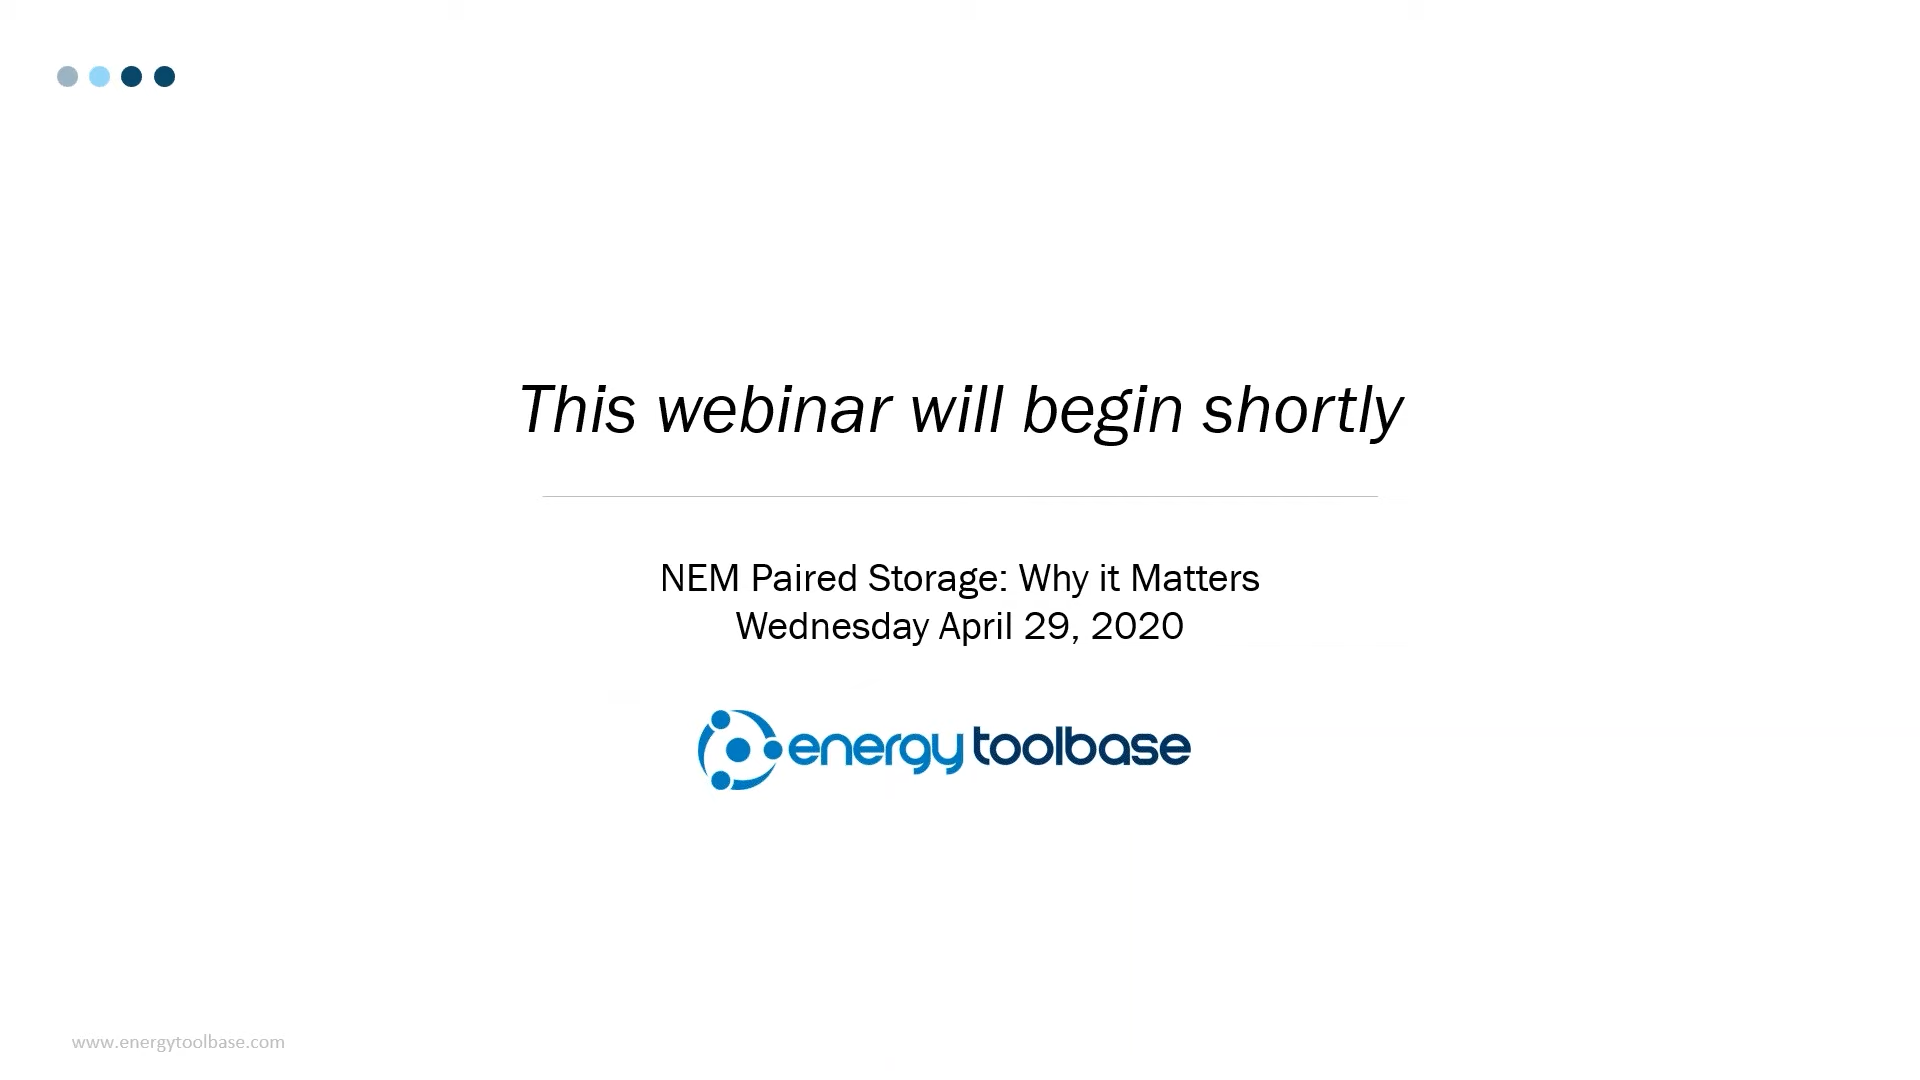 This webinar will begin shortly
NEM Paired Storage: Why it Matters
Wednesday April 29, 2020
energy toolbase
www.energytoolbase.com